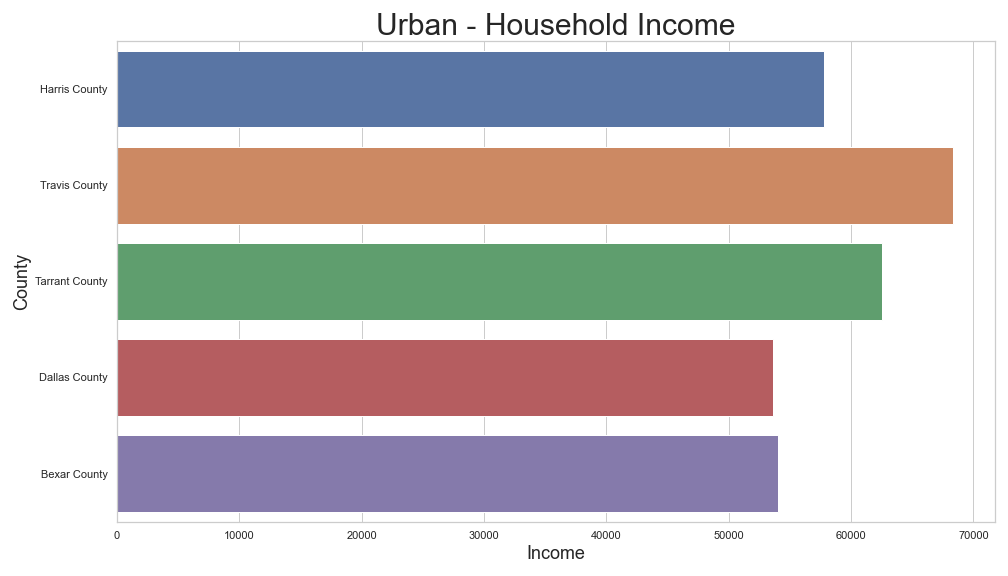 Urban - Household Income
County
Harris County
Travis County
Tarrant County
Dallas County
Bexar County
0 10000 20000 30000 40000 50000 60000 70000
Income